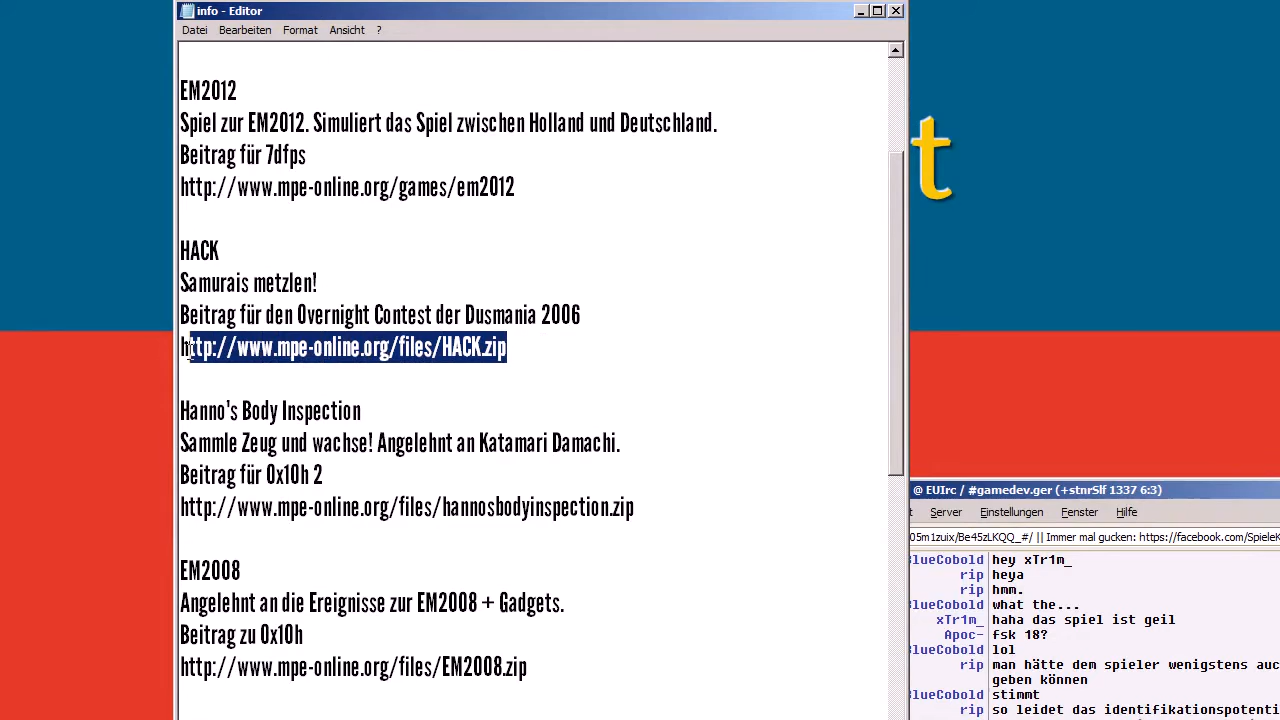 info - Editor
Datei Bearbeiten Format Ansicht ?
EM2012
Spiel zur EM2012. Simuliert das Spiel zwischen Holland und Deutschland.
Beitrag für 7dfps
http://www.mpe-online.org/games/em2012
HACK
Samurais metzlen!
Beitrag für den Overnight Contest der Dusmania 2006
http://www.mpe-online.org/files/HACK.zip
Hanno's Body Inspection
Sammle Zeug und wachse! Angelehnt an Katamari Damachi.
Beitrag für 0x10h 2
http://www.mpe-online.org/files/hannosbodyinspection.zip
EM2008
Angelehnt an die Ereignisse zur EM2008 + Gadgets.
Beitrag zu 0x10h
http://www.mpe-online.org/files/EM2008.zip
t
@ EUIrc / #gamedev.ger (+stnrSlf 1337 6:3)
t Server Einstellungen Fenster Hilfe
05m1zuix/Be45zLKQQ_#/ || Immer mal gucken: https://facebook.com/SpieleK
BlueCobold hey xTr1m_
rip heya
rip hmm.
BlueCobold what the...
xTr1m_ haha das spiel ist geil
Apoc- fsk 18?
BlueCobold lol
rip man hätte dem spieler wenigstens auc
geben können
BlueCobold stimmt
rip so leidet das identifikationspotenti